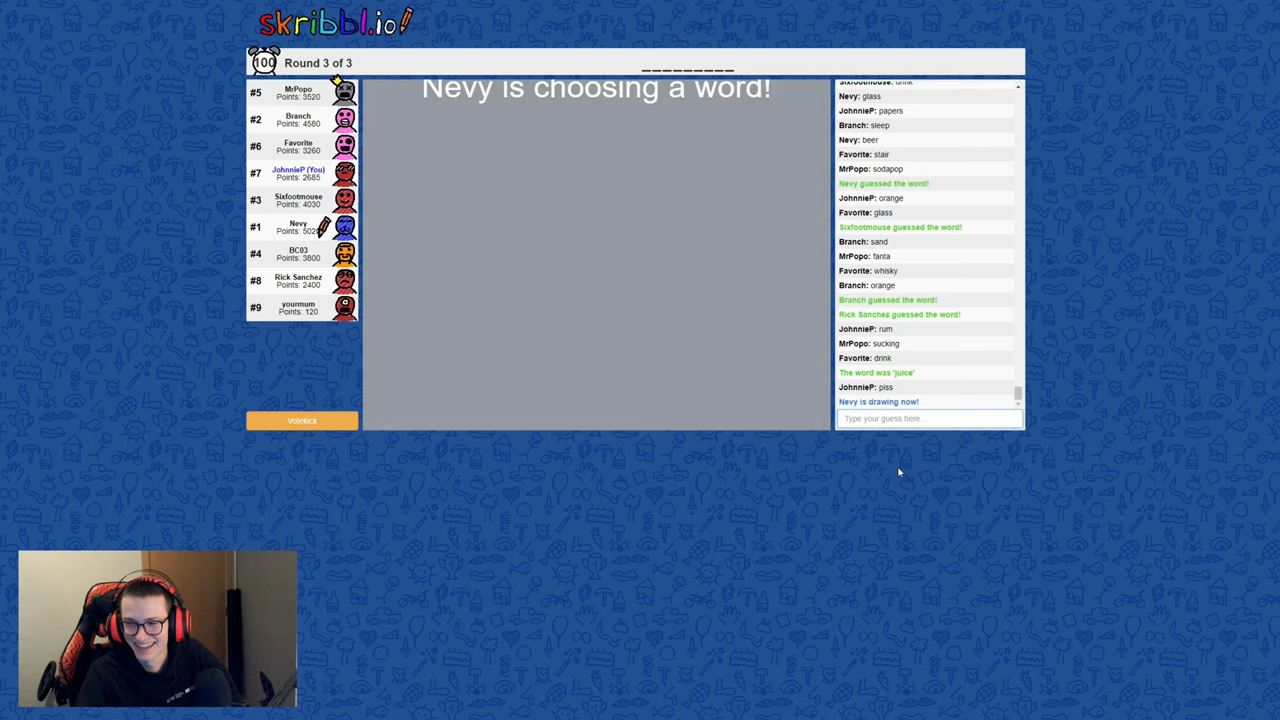 skribbl.io!
100
Round 3 of 3
_________
#5
MrPopo
Points: 3520
#2
Branch
Points: 4580
#6
Favorite
Points: 3260
#7
JohnnieP (You)
Points: 2685
#3
Sixfootmouse
Points: 4030
#1
Nevy
Points: 5020
#4
BC03
Points: 3800
#8
Rick Sanchez
Points: 2400
#9
yourmum
Points: 120
Votekick
Nevy is choosing a word!
Sixfootmouse: drink
Nevy: glass
JohnnieP: papers
Branch: sleep
Nevy: beer
Favorite: stair
MrPopo: sodapop
Nevy guessed the word!
JohnnieP: orange
Favorite: glass
Sixfootmouse guessed the word!
Branch: sand
MrPopo: fanta
Favorite: whisky
Branch: orange
Branch guessed the word!
Rick Sanchez guessed the word!
JohnnieP: rum
MrPopo: sucking
Favorite: drink
The word was 'juice'
JohnnieP: piss
Nevy is drawing now!
Type your guess here...